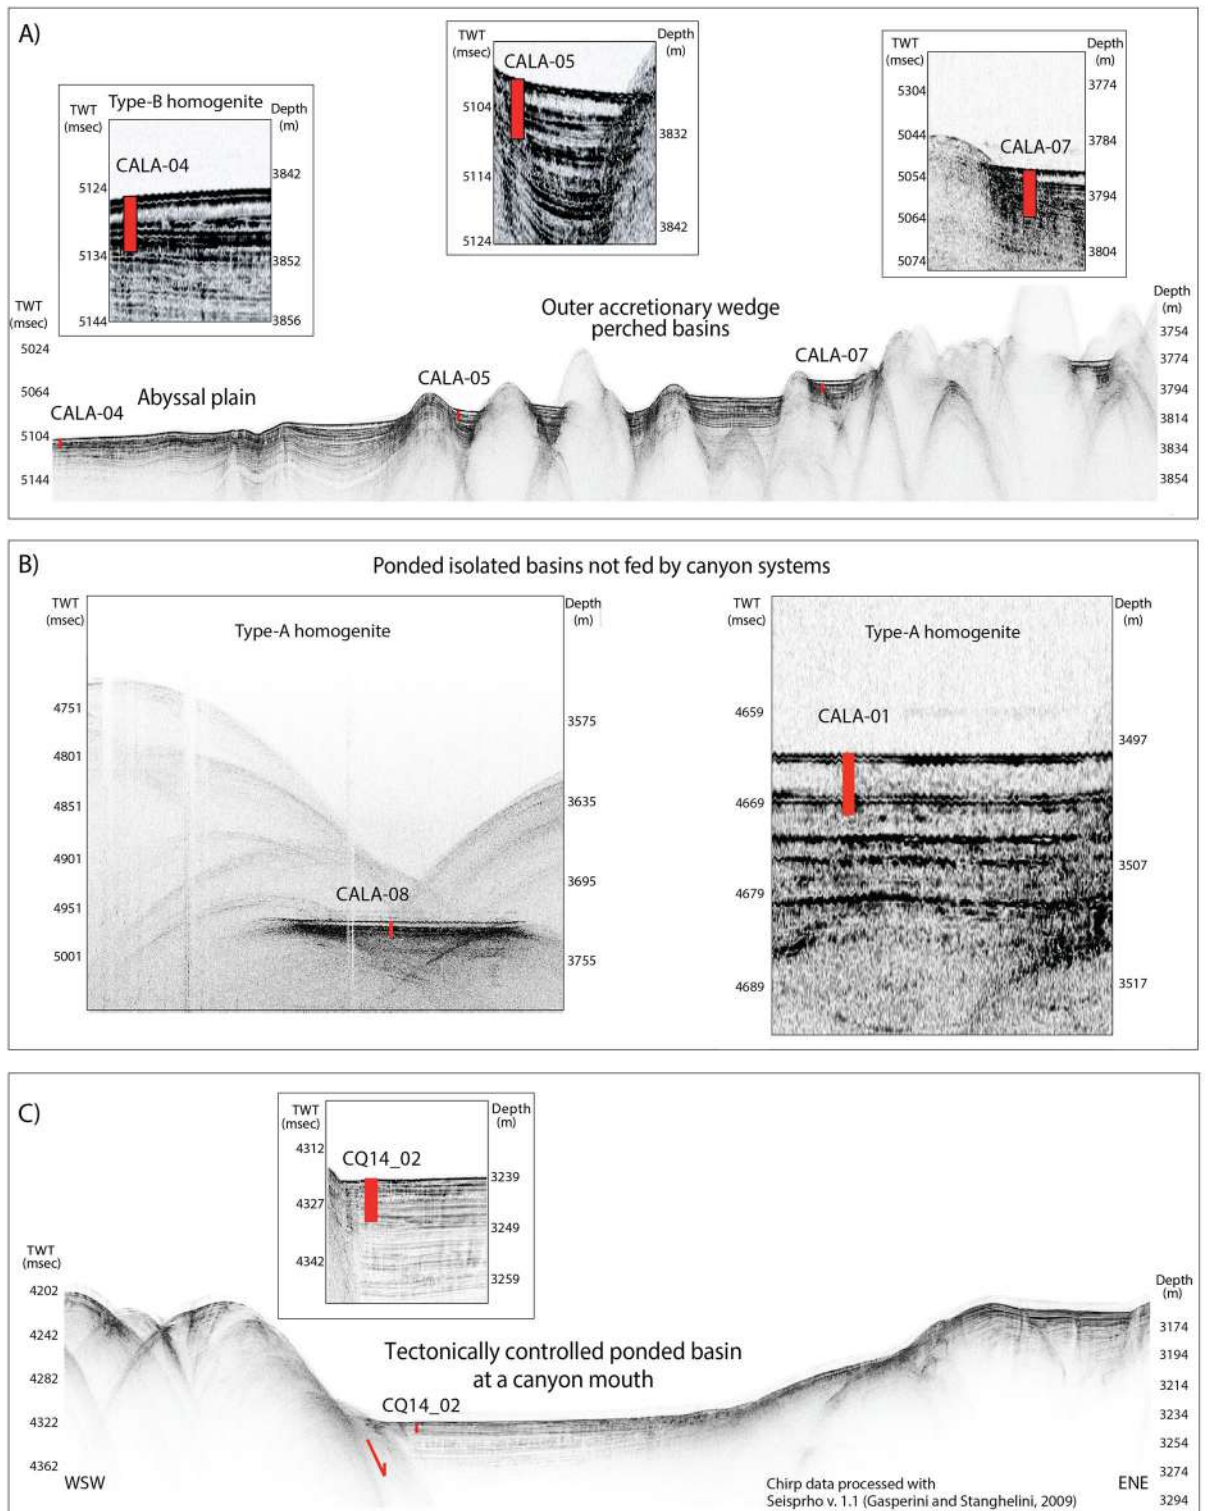 A)
TWT
(msec)
Type-B homogenite
Depth
(m)
CALA-04
5124
5134
5144
3842
3852
3856
TWT
(msec)
Depth
(m)
CALA-05
5104
5114
5124
3832
3842
TWT
(msec)
Depth
(m)
CALA-07
5304
5044
5054
5064
5074
3774
3784
3794
3804
TWT
(msec)
5024
5064
5104
5144
Outer accretionary wedge
perched basins
Abyssal plain
CALA-04
CALA-05
CALA-07
Depth
(m)
3754
3774
3794
3814
3834
3854
B)
Ponded isolated basins not fed by canyon systems
TWT
(msec)
Depth
(m)
Type-A homogenite
4751
4801
4851
4901
4951
5001
CALA-08
3575
3635
3695
3755
TWT
(msec)
Depth
(m)
Type-A homogenite
CALA-01
4659
4669
4679
4689
3497
3507
3517
C)
TWT
(msec)
Depth
(m)
CQ14_02
4312
4327
4342
3239
3249
3259
TWT
(msec)
4202
4242
4282
4322
4362
Tectonically controlled ponded basin
at a canyon mouth
CQ14_02
Depth
(m)
3174
3194
3214
3234
3254
3274
3294
WSW
ENE
Chirp data processed with
Seisprho v. 1.1 (Gasperini and Stanghelini, 2009)